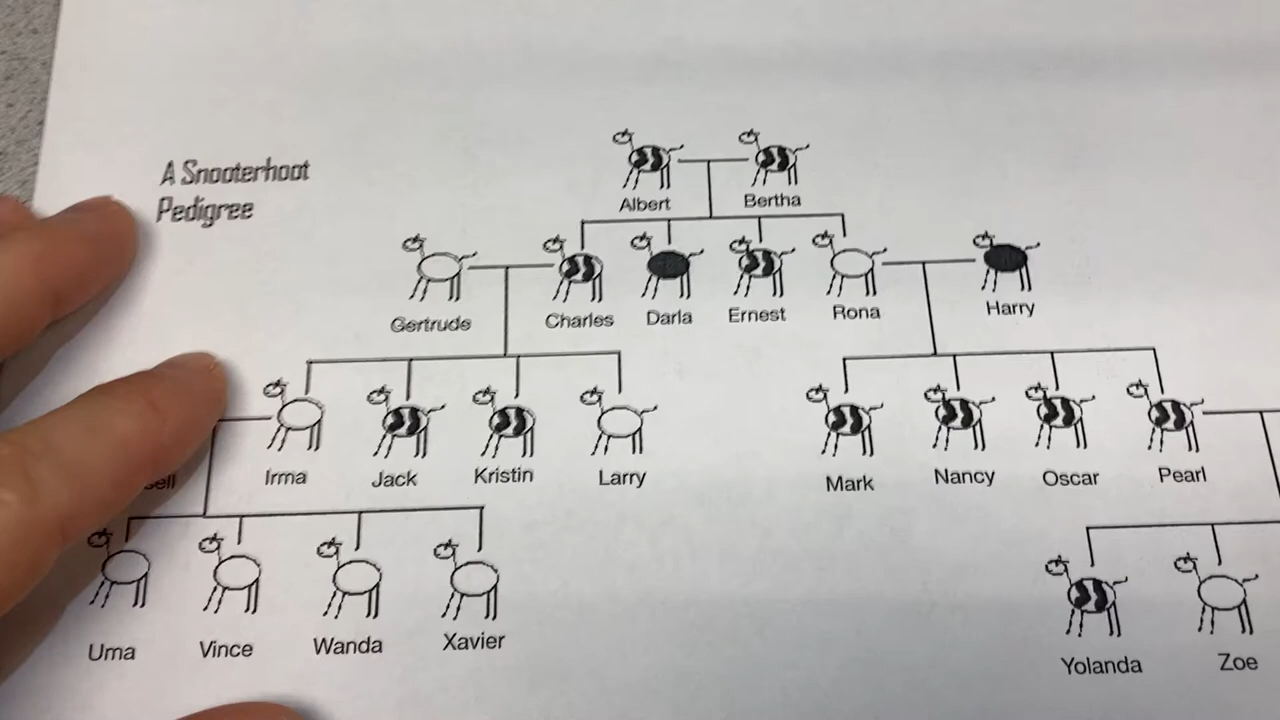 A Snooterhoot
Pedigree
Albert
Bertha
Gertrude
Charles
Darla
Ernest
Rona
Harry
Irma
Jack
Kristin
Larry
Mark
Nancy
Oscar
Pearl
Uma
Vince
Wanda
Xavier
Yolanda
Zoe